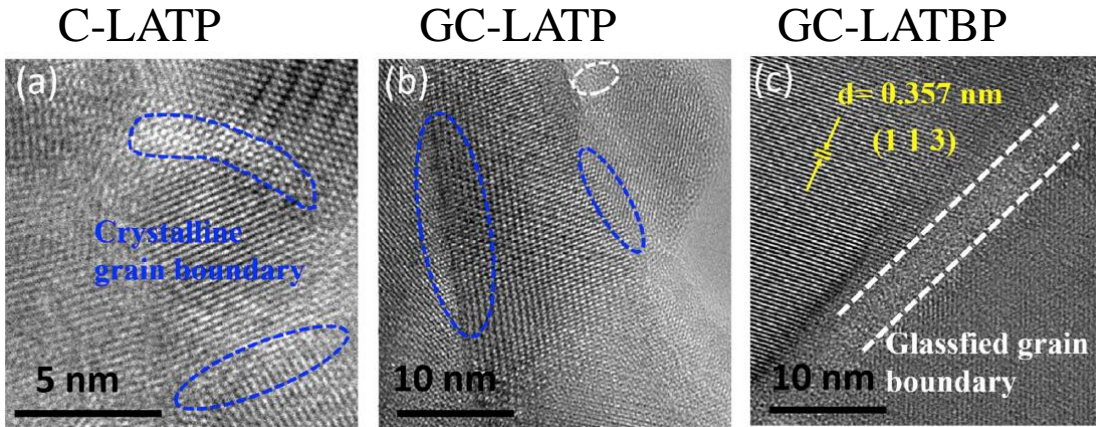 C-LATP
GC-LATP
GC-LATBP
(a)
Crystalline
grain boundary
5 nm
(b)
10 nm
(c)
d= 0.357 nm
(1 1 3)
Glassfied grain
boundary
10 nm